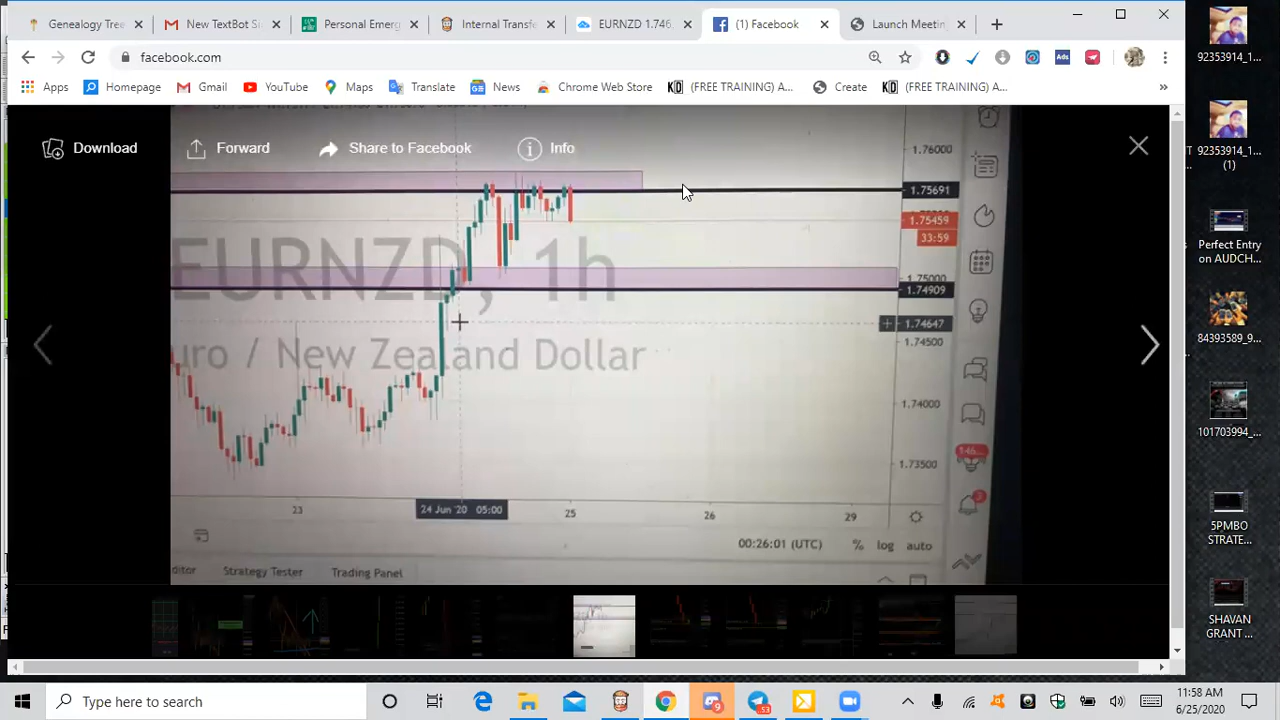 Genealogy Tree
New TextBot Si
Personal Emerg
Internal Transf
EURNZD 1.746
(1) Facebook
Launch Meetin
facebook.com
Apps
Homepage
Gmail
YouTube
Maps
Translate
News
Chrome Web Store
(FREE TRAINING) A...
Create
(FREE TRAINING) A...
»
Download
Forward
Share to Facebook
Info
EURNZD, 1h
uro / New Zealand Dollar
1.76000
1.75691
1.75459
33:59
1.75000
1.74909
1.74647
1.74500
1.74000
1.73500
23
24 Jun '20 05:00
25
26
29
00:26:01 (UTC)
%
log
auto
ditor
Strategy Tester
Trading Panel
92353914_1...
92353914_1...
(1)
Perfect Entry
on AUDCH...
84393589_9...
101703994_...
5PMBO
STRATE...
SHAVAN
GRANT ...
Type here to search
11:58 AM
6/25/2020